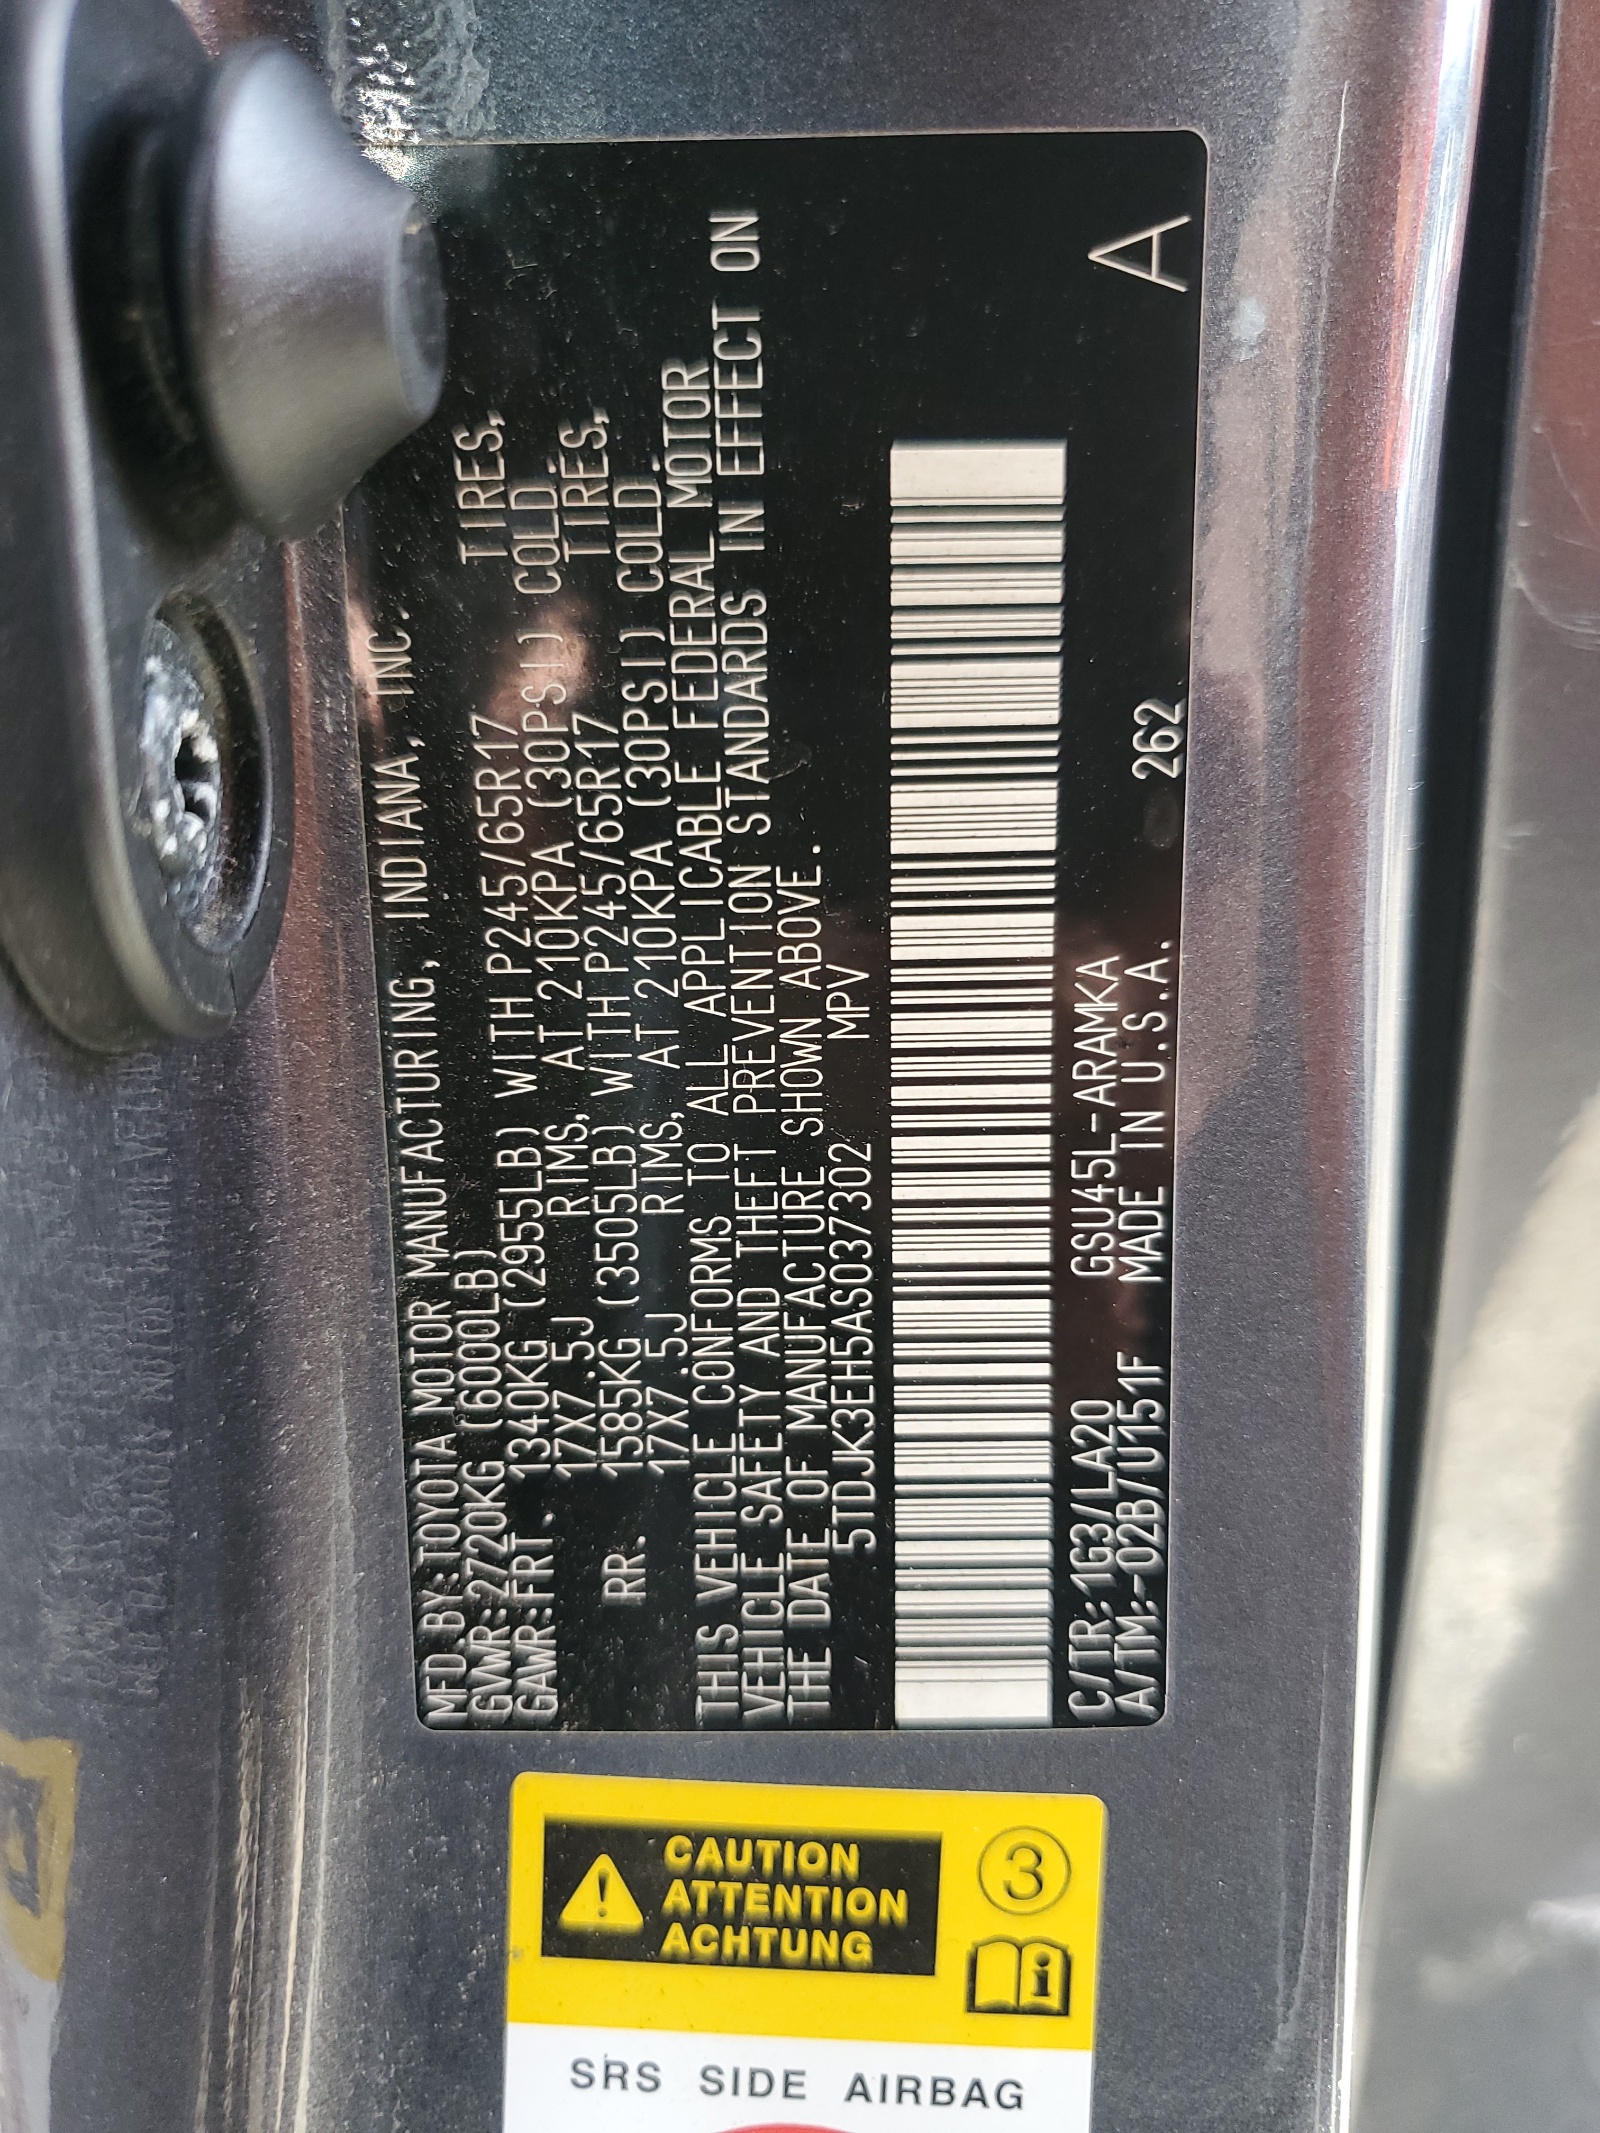 MFD.BY:TOYOTA MOTOR MANUFACTURING, INDIANA, INC.
GVWR:2720KG (6000LB)
GAWR:FRT. 1340KG (2955LB) WITH P245/65R17 TIRES,
17X7.5J RIMS, AT 210KPA (30PSI) COLD.
RR. 1585KG (3505LB) WITH P245/65R17 TIRES,
17X7.5J RIMS, AT 210KPA (30PSI) COLD.
THIS VEHICLE CONFORMS TO ALL APPLICABLE FEDERAL MOTOR
VEHICLE SAFETY AND THEFT PREVENTION STANDARDS IN EFFECT ON
THE DATE OF MANUFACTURE SHOWN ABOVE.
5TDJK3EH5AS037302 MPV
C/TR:1G3/LA20 GSU45L-ARAMKA
A/TM:-02B/U151F MADE IN U.S.A. 262 A
CAUTION
ATTENTION
ACHTUNG
3
i
SRS SIDE AIRBAG